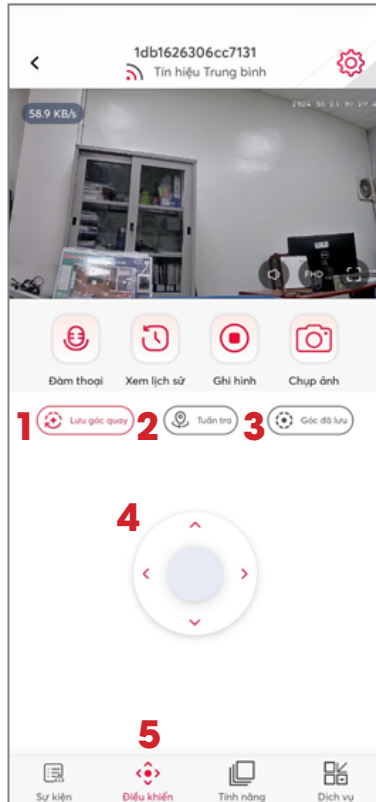 1db1626306cc7131
Tín hiệu Trung bình
58.9 KB/s
FHD
Đàm thoại Xem lịch sử Ghi hình Chụp ảnh
1 Lưu góc quay 2 Tuần tra 3 Góc đã lưu
4
5
Sự kiện Điều khiển Tính năng Dịch vụ